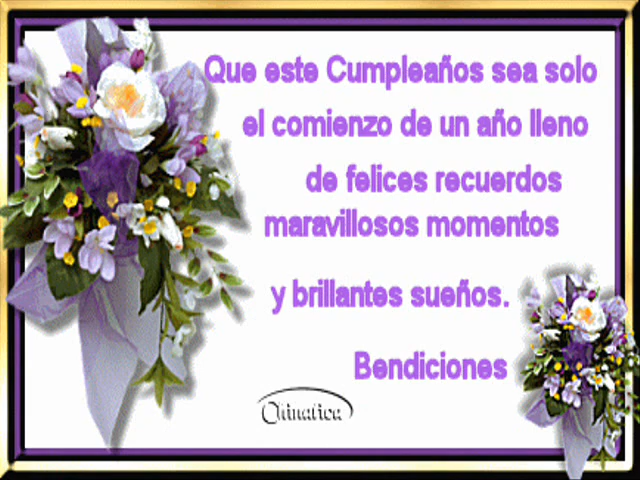 Que este Cumpleaños sea solo
el comienzo de un año lleno
de felices recuerdos
maravillosos momentos
y brillantes sueños.
Bendiciones